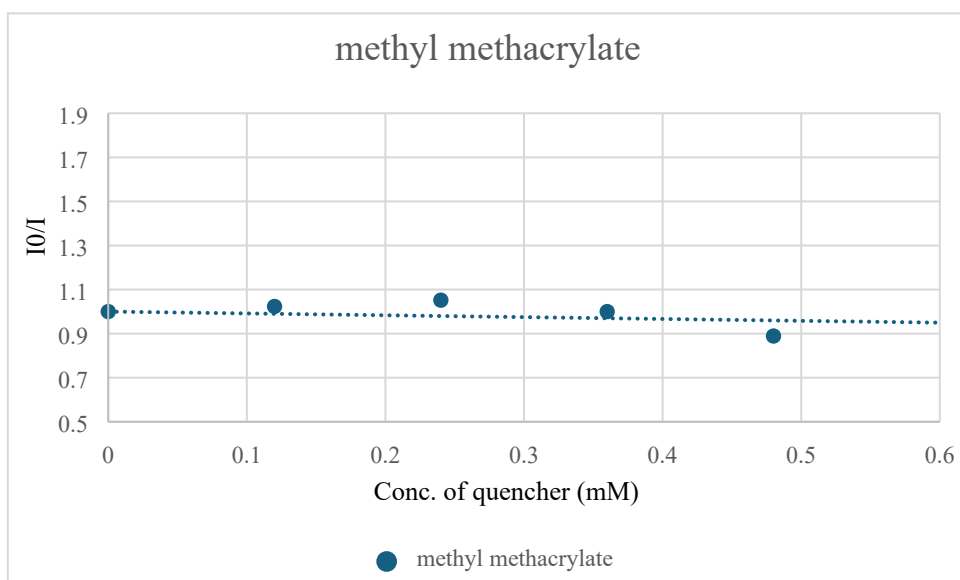 methyl methacrylate
1.9
1.7
1.5
1.3
1.1
0.9
0.7
0.5
I0/I
0 0.1 0.2 0.3 0.4 0.5 0.6
Conc. of quencher (mM)
methyl methacrylate